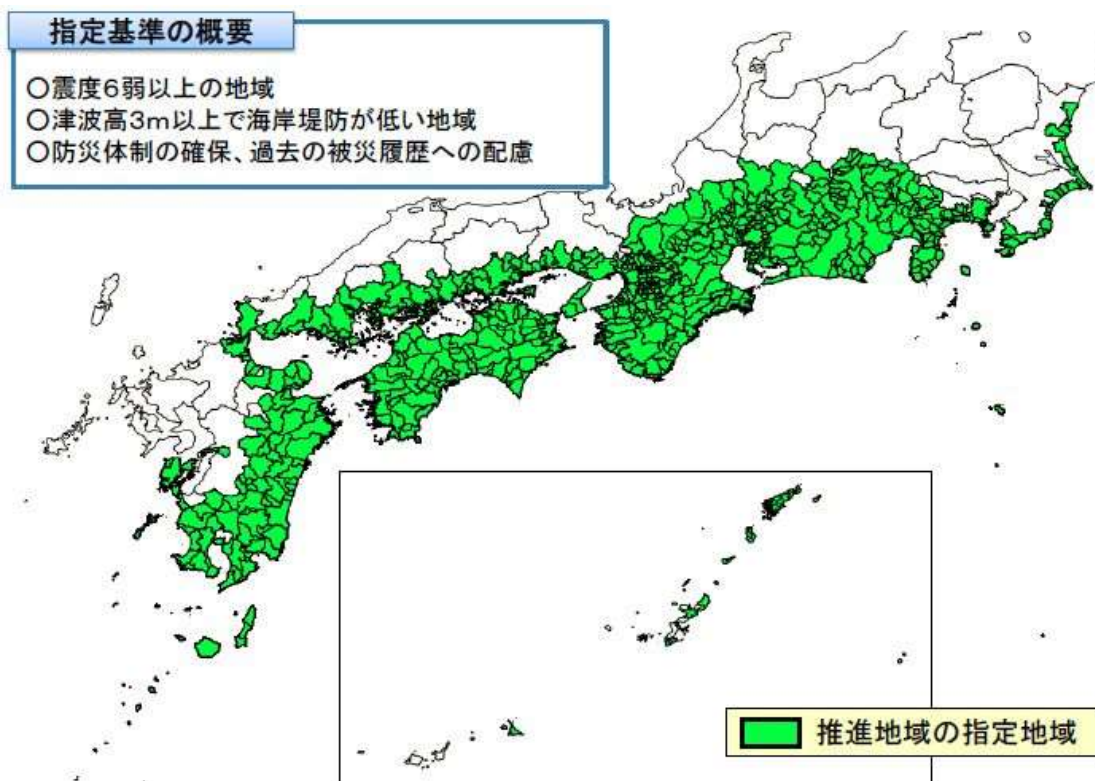 指定基準の概要
○震度6弱以上の地域
○津波高3m以上で海岸堤防が低い地域
○防災体制の確保、過去の被災履歴への配慮
推進地域の指定地域